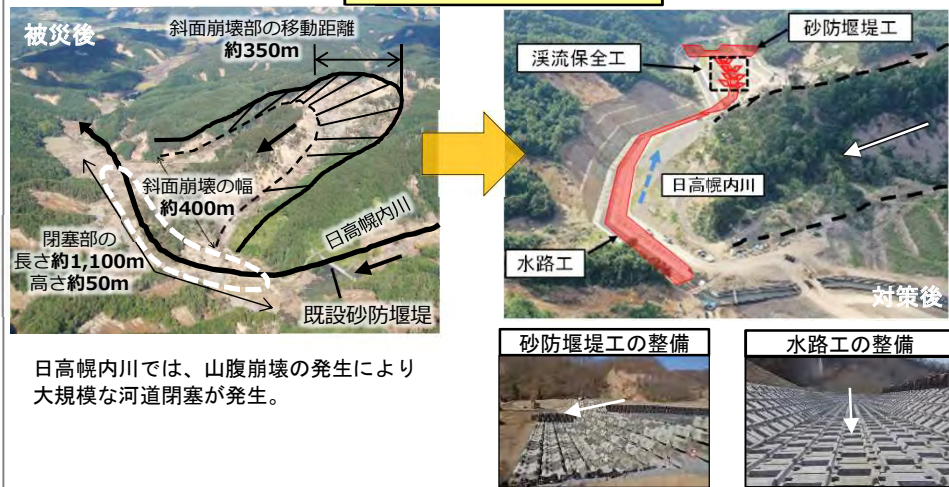 被災後
斜面崩壊部の移動距離
約350m
斜面崩壊の幅
約400m
日高幌内川
閉塞部の
長さ約1,100m
高さ約50m
既設砂防堰堤
砂防堰堤工
渓流保全工
日高幌内川
水路工
対策後
日高幌内川では、山腹崩壊の発生により
大規模な河道閉塞が発生。
砂防堰堤工の整備
水路工の整備